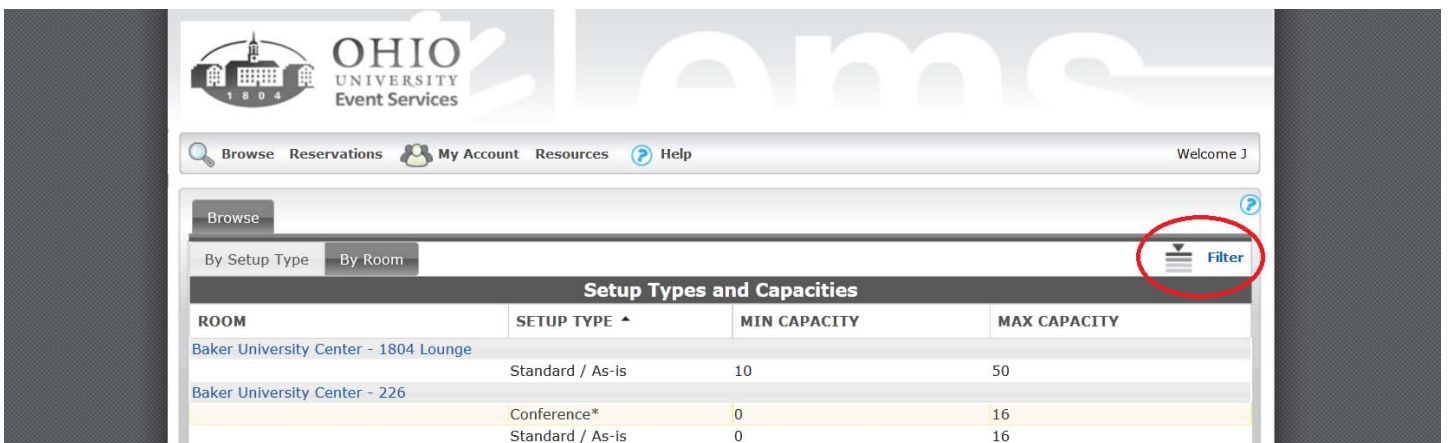 OHIO
UNIVERSITY
Event Services
1804
ems
Browse Reservations My Account Resources ? Help Welcome J
?
Browse
By Setup Type By Room Filter
Setup Types and Capacities
ROOM SETUP TYPE MIN CAPACITY MAX CAPACITY
Baker University Center - 1804 Lounge
Standard / As-is 10 50
Baker University Center - 226
Conference* 0 16
Standard / As-is 0 16